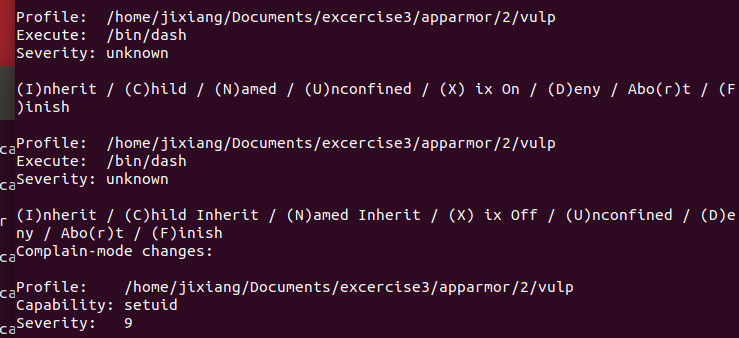 Profile:  /home/jixiang/Documents/excercise3/apparmor/2/vulp
Execute:  /bin/dash
Severity: unknown

(I)nherit / (C)hild / (N)amed / (U)nconfined / (X) ix On / (D)eny / Abo(r)t / (F
)inish
ca
Profile:  /home/jixiang/Documents/excercise3/apparmor/2/vulp
Execute:  /bin/dash
ca
Severity: unknown

r
(I)nherit / (C)hild Inherit / (N)amed Inherit / (X) ix Off / (U)nconfined / (D)e
ny / Abo(r)t / (F)inish
ca
Complain-mode changes:

ca
Profile:    /home/jixiang/Documents/excercise3/apparmor/2/vulp
Capability: setuid
ca
Severity:   9